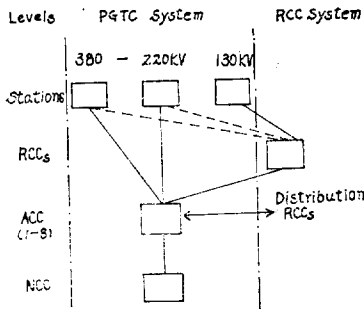 Levels PGTC System RCC System
380 - 220KV 130KV
Stations
RCCs
Distribution
RCCs
ACC
(1-8)
NCC